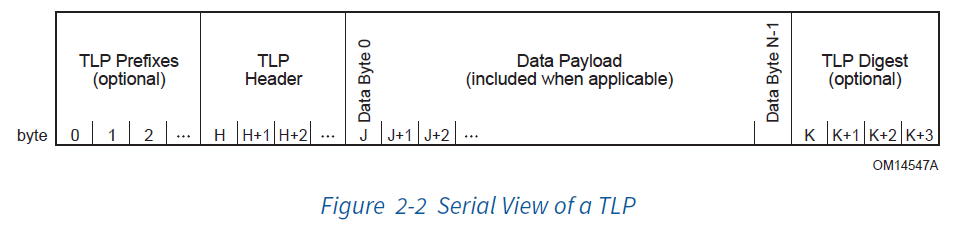 TLP Prefixes
(optional)
TLP
Header
Data Byte 0
Data Payload
(included when applicable)
Data Byte N-1
TLP Digest
(optional)
byte 0 1 2 ... H H+1 H+2 ... J J+1 J+2 ... K K+1 K+2 K+3
OM14547A
Figure 2-2 Serial View of a TLP